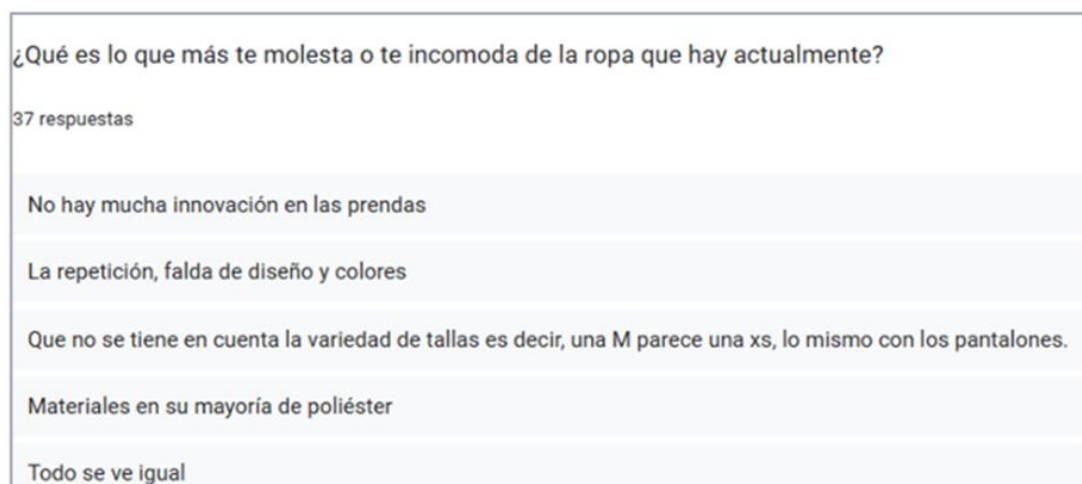 ¿Qué es lo que más te molesta o te incomoda de la ropa que hay actualmente?
37 respuestas
No hay mucha innovación en las prendas
La repetición, falda de diseño y colores
Que no se tiene en cuenta la variedad de tallas es decir, una M parece una xs, lo mismo con los pantalones.
Materiales en su mayoría de poliéster
Todo se ve igual